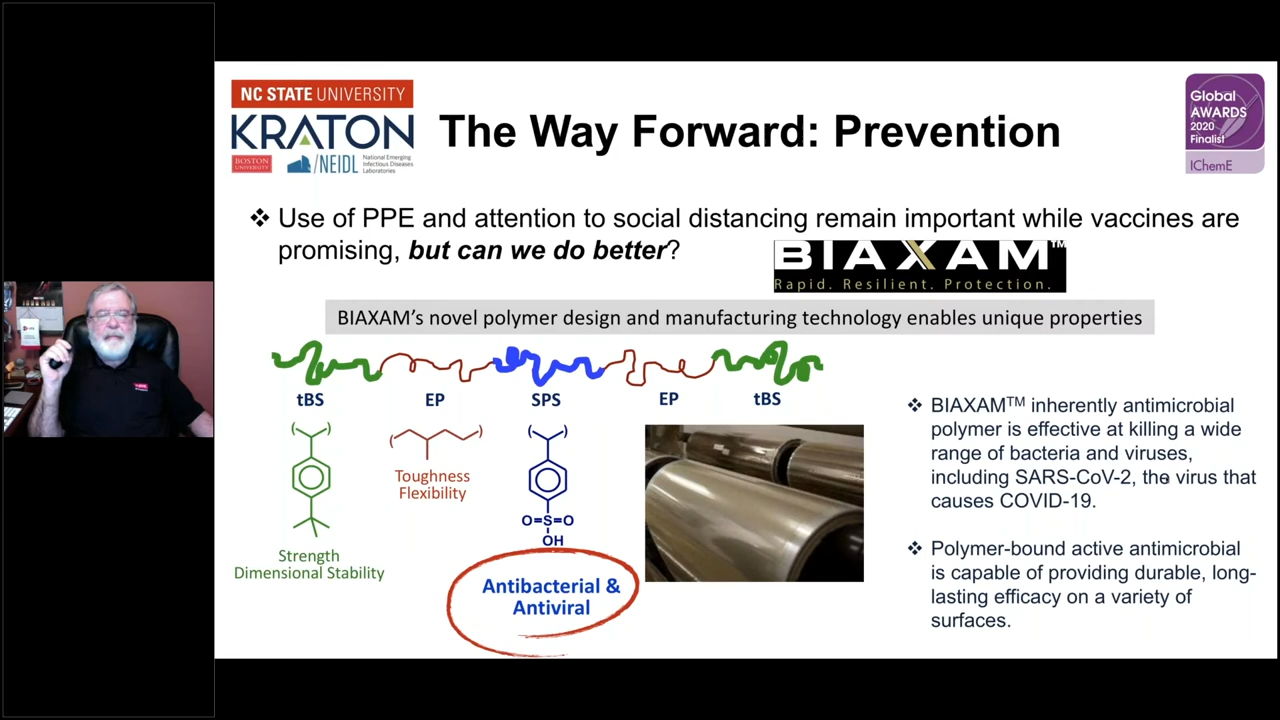 NC STATE UNIVERSITY
KRATON
BOSTON
UNIVERSITY
/NEIDL
National Emerging
Infectious Diseases
Laboratories
The Way Forward: Prevention
Global
AWARDS
2020
Finalist
IChemE
❖ Use of PPE and attention to social distancing remain important while vaccines are
promising, but can we do better?
BIAXAM™
Rapid. Resilient. Protection.
BIAXAM’s novel polymer design and manufacturing technology enables unique properties
tBS EP SPS EP tBS
Toughness
Flexibility
O=S=O
OH
Strength
Dimensional Stability
Antibacterial &
Antiviral
❖ BIAXAM™ inherently antimicrobial
polymer is effective at killing a wide
range of bacteria and viruses,
including SARS-CoV-2, the virus that
causes COVID-19.
❖ Polymer-bound active antimicrobial
is capable of providing durable, long-
lasting efficacy on a variety of
surfaces.